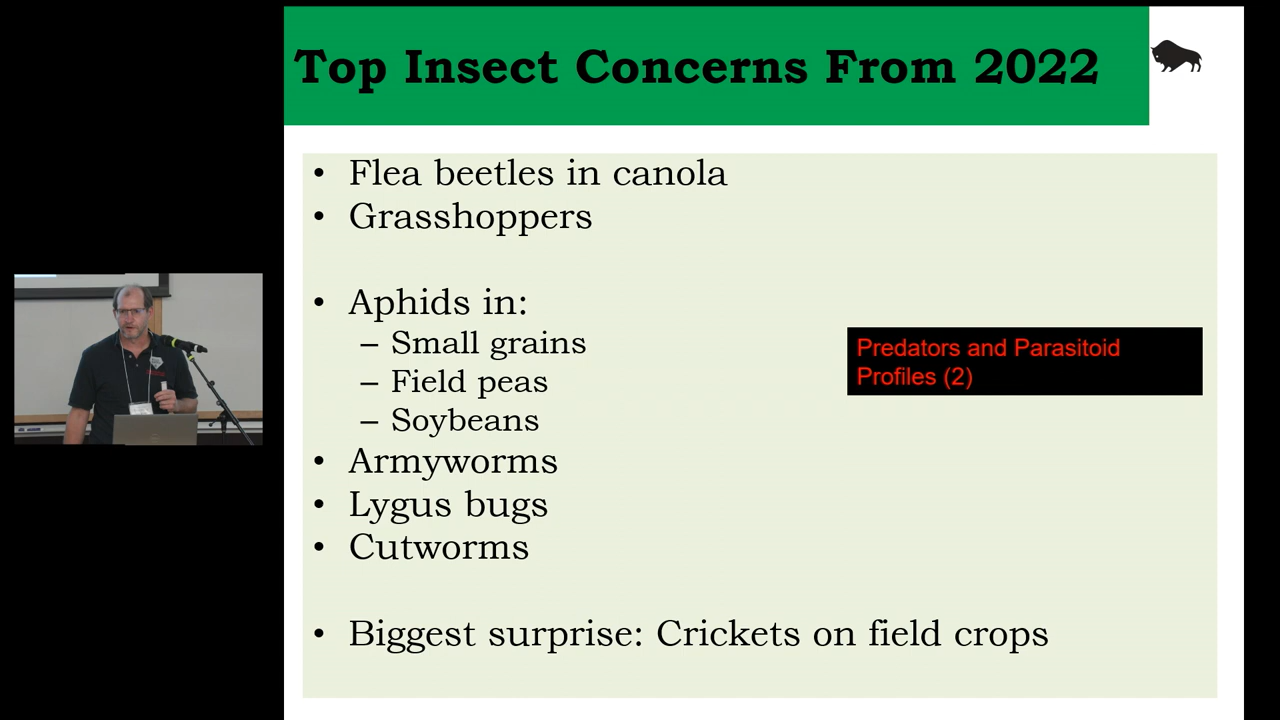 Top Insect Concerns From 2022
• Flea beetles in canola
• Grasshoppers
• Aphids in:
– Small grains
– Field peas
– Soybeans
Predators and Parasitoid
Profiles (2)
• Armyworms
• Lygus bugs
• Cutworms
• Biggest surprise: Crickets on field crops